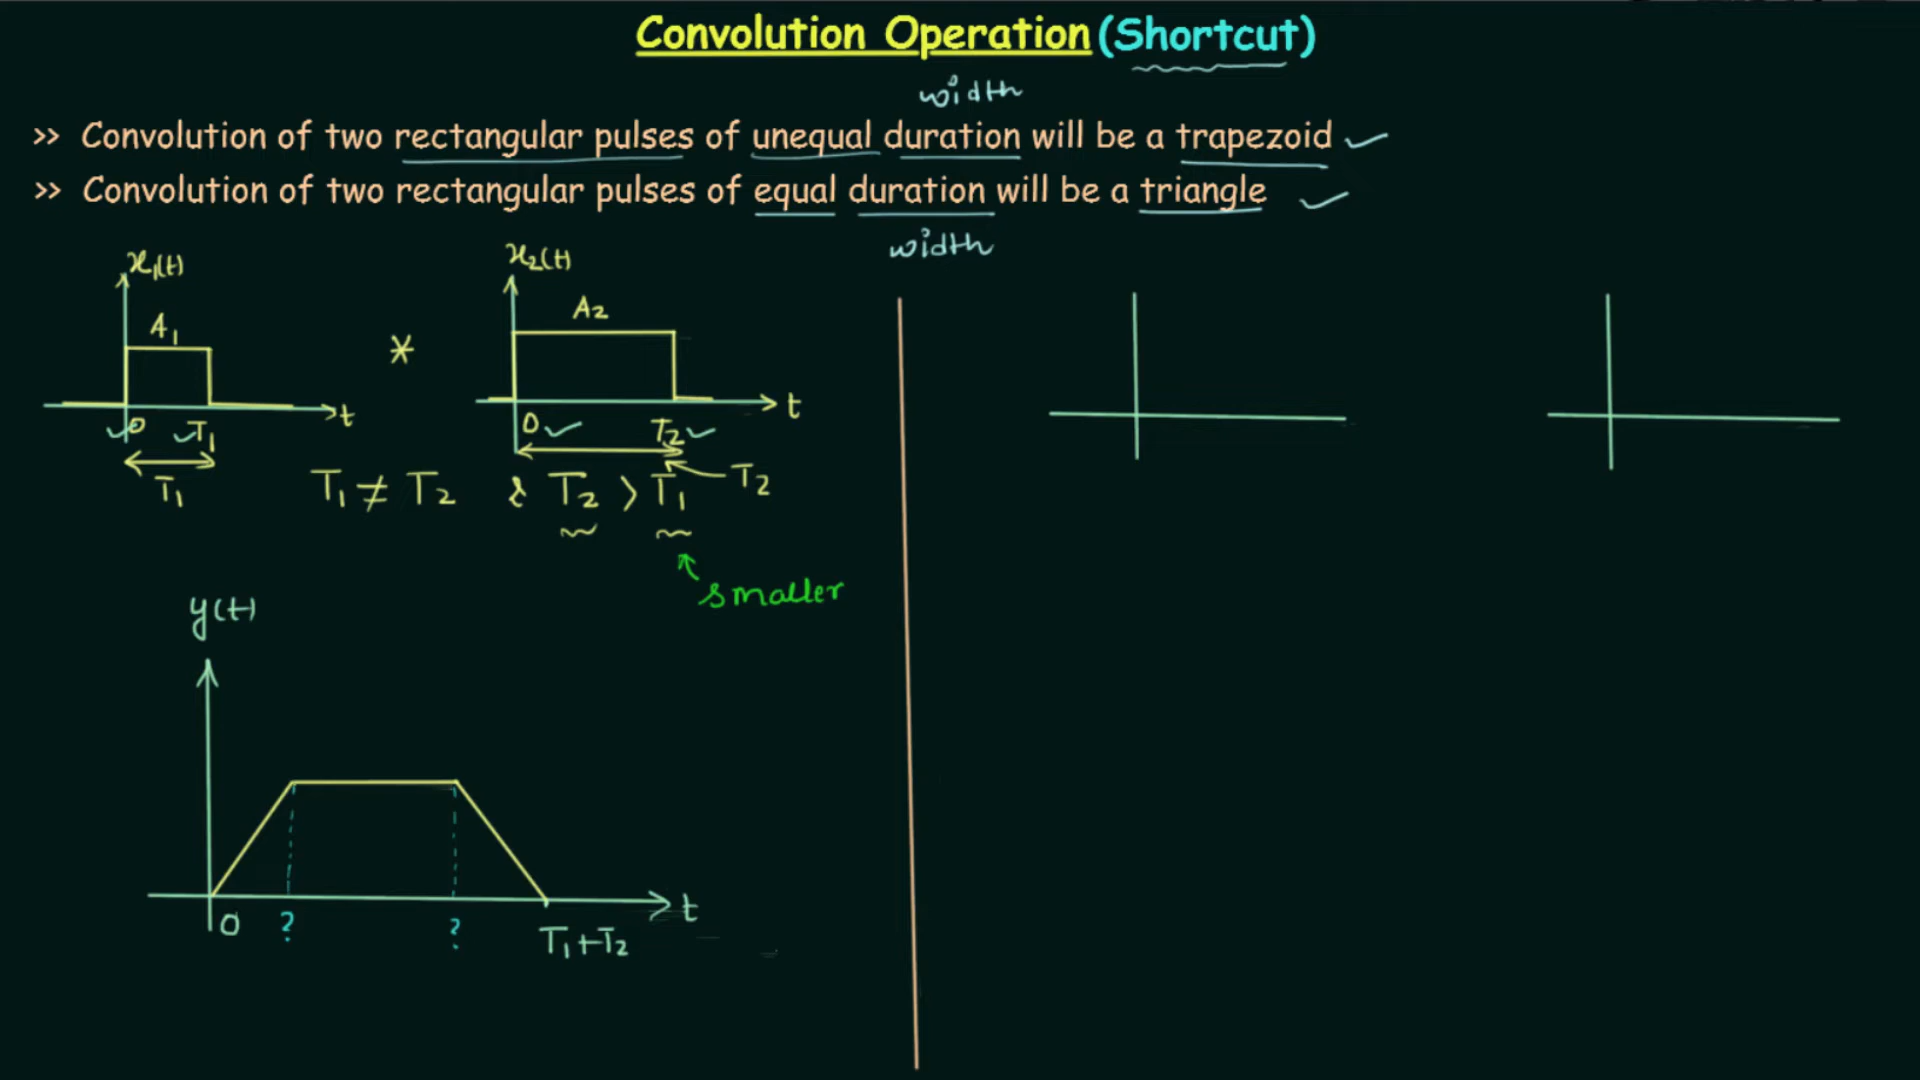 Convolution Operation (Shortcut)
width
>> Convolution of two rectangular pulses of unequal duration will be a trapezoid ✓
>> Convolution of two rectangular pulses of equal duration will be a triangle ✓
width
x₁(t)
x₂(t)
A₁
*
A₂
t
t
0 T₁
0 T₂
T₁
T₁ ≠ T₂ & T₂ > T₁
T₂
smaller
y(t)
t
0 ? ? T₁+T₂